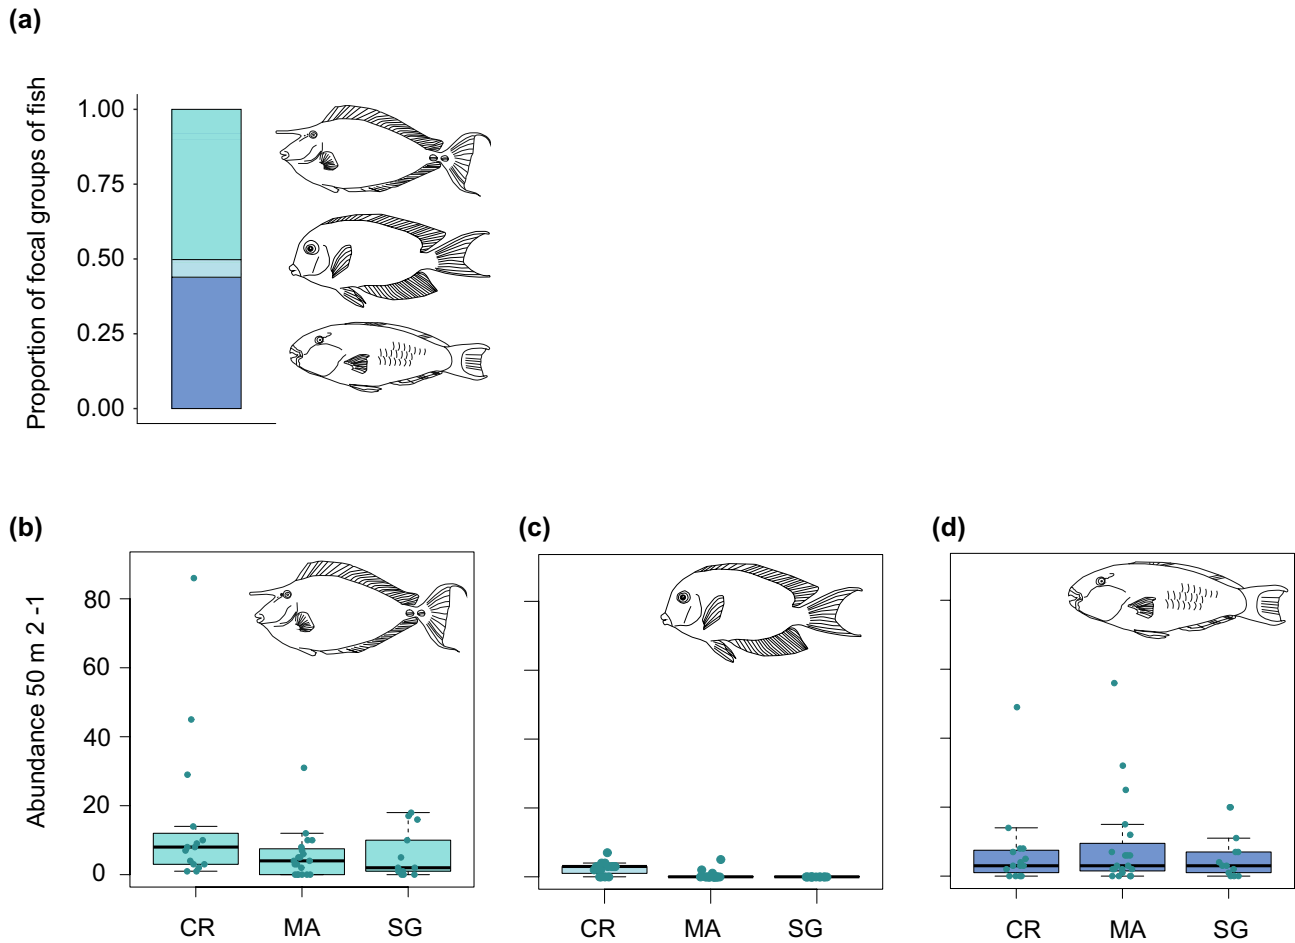 (a)
Proportion of focal groups of fish
1.00
0.75
0.50
0.25
0.00
(b)
(c)
(d)
Abundance 50 m 2 -1
80
60
40
20
0
CR MA SG
CR MA SG
CR MA SG